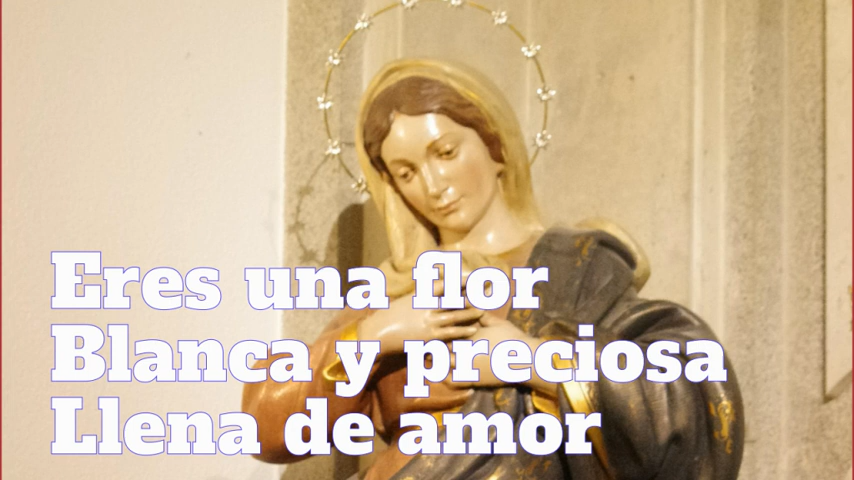 Eres una flor
Blanca y preciosa
Llena de amor